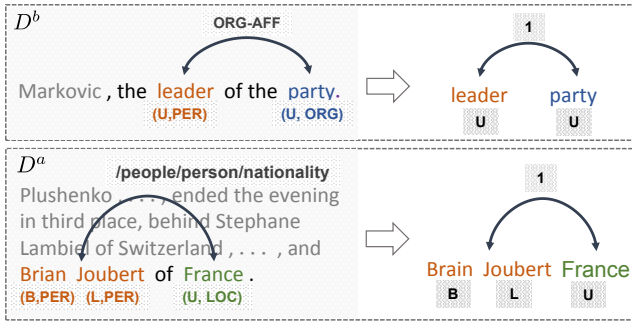 D^b
ORG-AFF
Markovic , the leader of the party.
(U,PER) (U, ORG)
1
leader party
U U
D^a
/people/person/nationality
Plushenko . . . . , ended the evening
in third place, behind Stephane
Lambiel of Switzerland , . . . , and
Brian Joubert of France .
(B,PER) (L,PER) (U, LOC)
1
Brain Joubert France
B L U